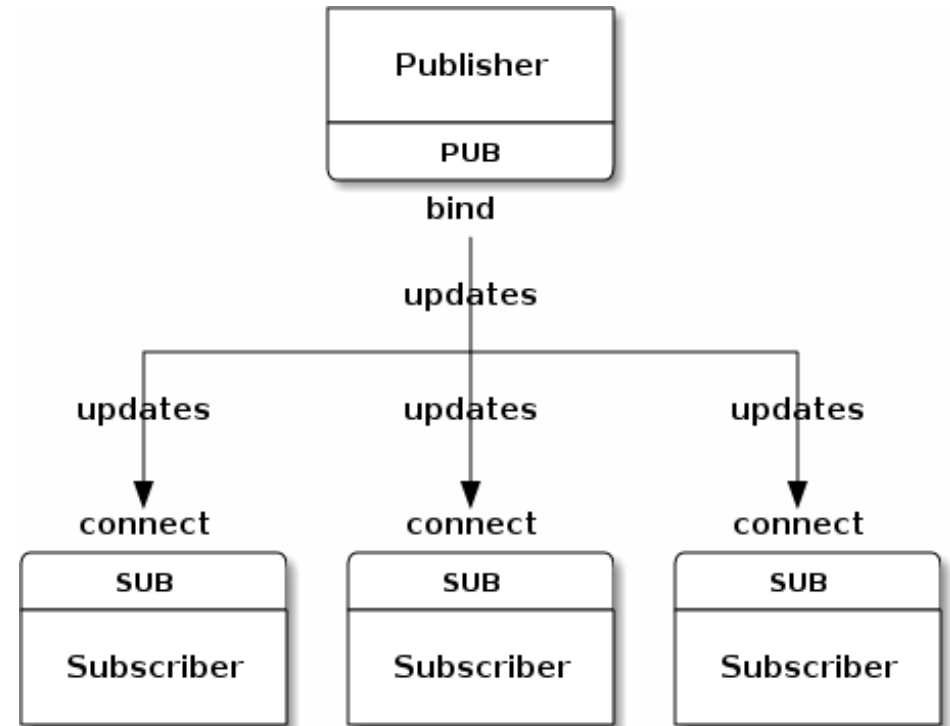 Publisher
PUB
bind
updates
updates updates updates
connect connect connect
SUB SUB SUB
Subscriber Subscriber Subscriber